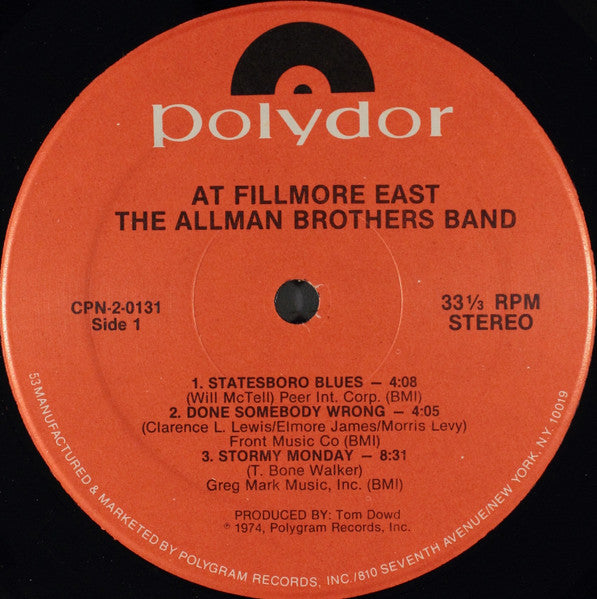 polydor
AT FILLMORE EAST
THE ALLMAN BROTHERS BAND
CPN-2-0131
Side 1
33⅓ RPM
STEREO
1. STATESBORO BLUES – 4:08
(Will McTell) Peer Int. Corp. (BMI)
2. DONE SOMEBODY WRONG – 4:05
(Clarence L. Lewis/Elmore James/Morris Levy)
Front Music Co (BMI)
3. STORMY MONDAY – 8:31
(T. Bone Walker)
Greg Mark Music, Inc. (BMI)
PRODUCED BY: Tom Dowd
℗ 1974, Polygram Records, Inc.
53 MANUFACTURED & MARKETED BY POLYGRAM RECORDS, INC./810 SEVENTH AVENUE/NEW YORK, N.Y. 10019